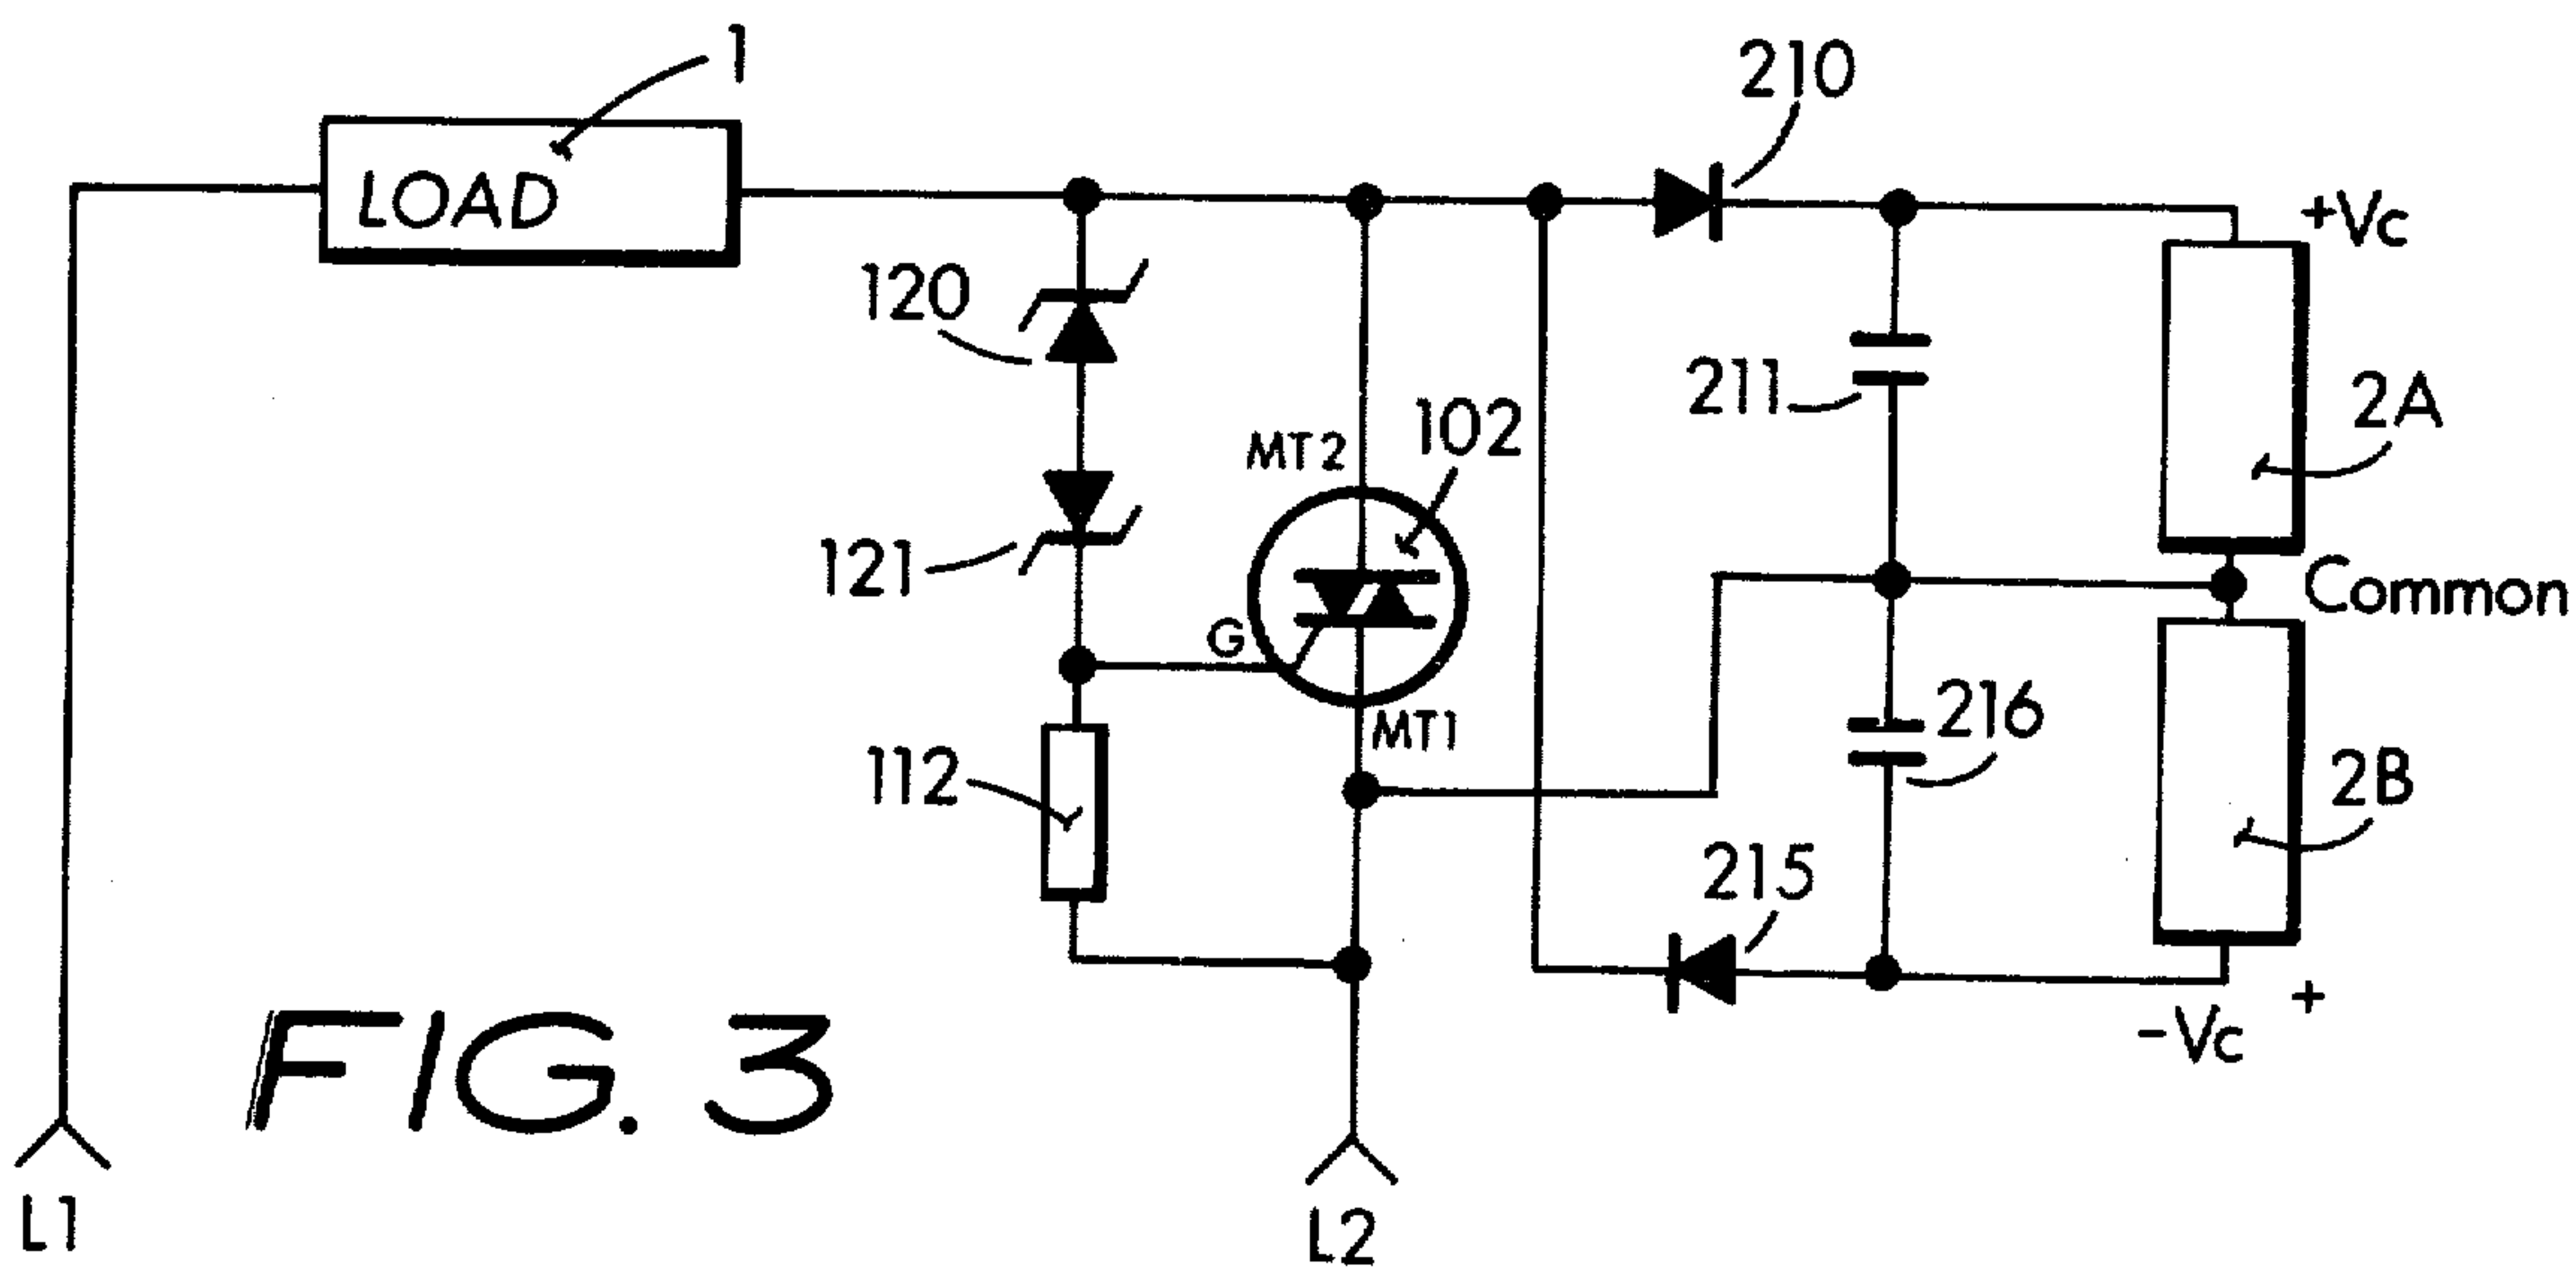 1
210
LOAD
+Vc
120
211
2A
MT2
102
121
Common
G
216
MT1
112
2B
215
+
-Vc
FIG. 3
L1
L2